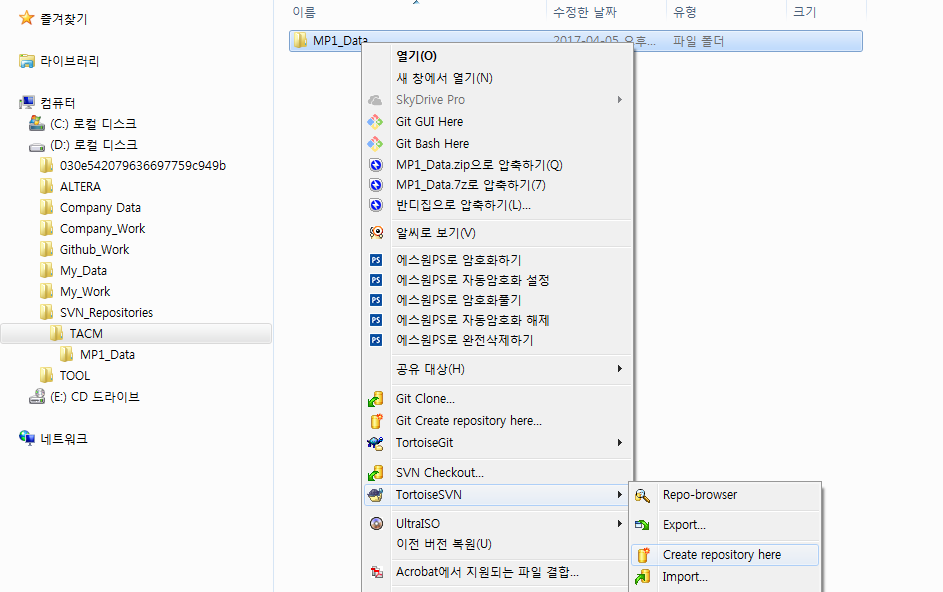 즐겨찾기
라이브러리
컴퓨터
(C:) 로컬 디스크
(D:) 로컬 디스크
030e542079636697759c949b
ALTERA
Company Data
Company_Work
Github_Work
My_Data
My_Work
SVN_Repositories
TACM
MP1_Data
TOOL
(E:) CD 드라이브
네트워크
이름 수정한 날짜 유형 크기
MP1_Data 2017-04-05 오후... 파일 폴더
열기(O)
새 창에서 열기(N)
SkyDrive Pro
Git GUI Here
Git Bash Here
MP1_Data.zip으로 압축하기(Q)
MP1_Data.7z로 압축하기(7)
반디집으로 압축하기(L)...
알씨로 보기(V)
PS 에스원PS로 암호화하기
PS 에스원PS로 자동암호화 설정
PS 에스원PS로 암호화풀기
PS 에스원PS로 자동암호화 해제
PS 에스원PS로 완전삭제하기
공유 대상(H)
Git Clone...
Git Create repository here...
TortoiseGit
SVN Checkout...
TortoiseSVN
UltraISO
이전 버전 복원(U)
Acrobat에서 지원되는 파일 결합...
Repo-browser
Export...
Create repository here
Import...